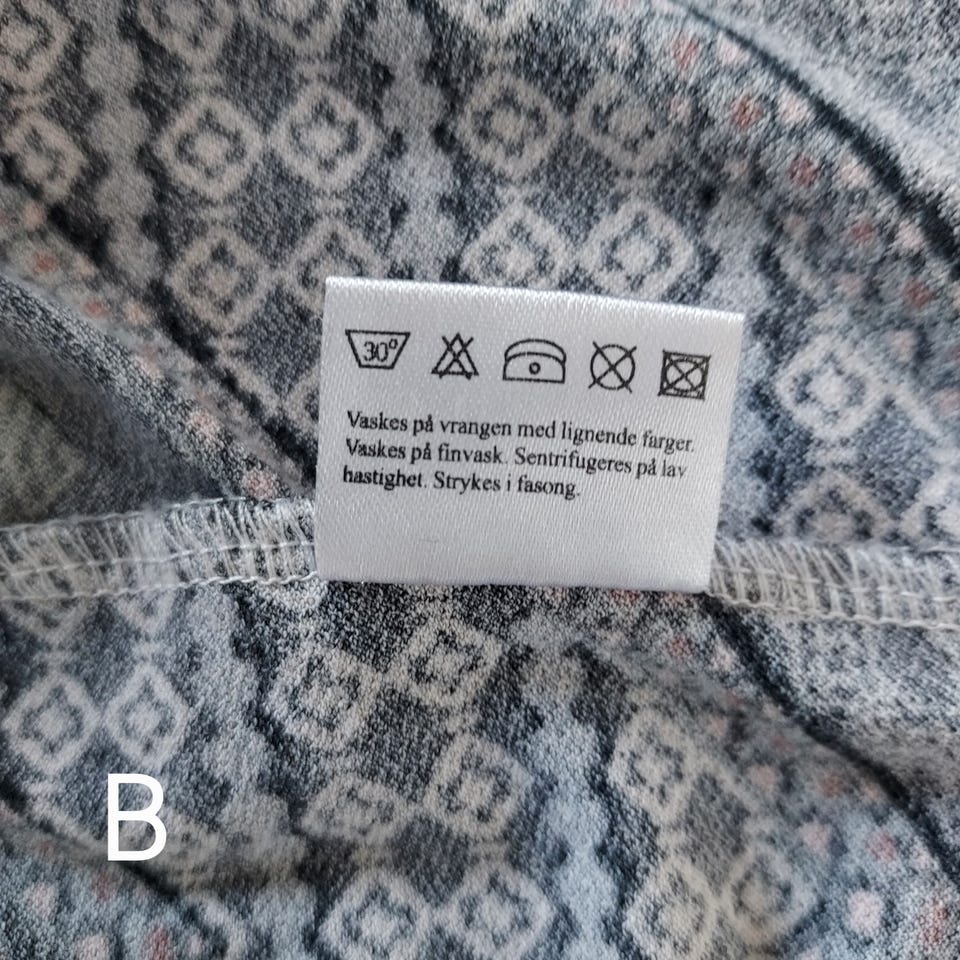 30°
Vaskes på vrangen med lignende farger.
Vaskes på finvask. Sentrifugeres på lav
hastighet. Strykes i fasong.
B